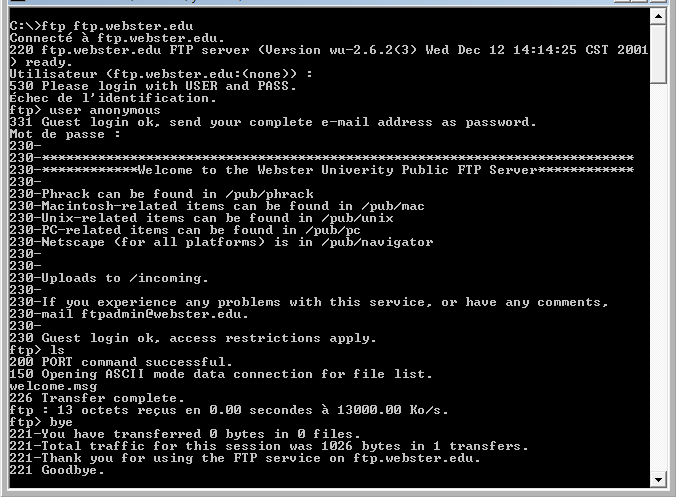 C:\>ftp ftp.webster.edu
Connecté à ftp.webster.edu.
220 ftp.webster.edu FTP server (Version wu-2.6.2(3) Wed Dec 12 14:14:25 CST 2001
) ready.
Utilisateur (ftp.webster.edu:(none)) :
530 Please login with USER and PASS.
Échec de l'identification.
ftp> user anonymous
331 Guest login ok, send your complete e-mail address as password.
Mot de passe :
230-
230-**************************************************************************
230-************Welcome to the Webster Univerity Public FTP Server************
230-
230-Phrack can be found in /pub/phrack
230-Macintosh-related items can be found in /pub/mac
230-Unix-related items can be found in /pub/unix
230-PC-related items can be found in /pub/pc
230-Netscape (for all platforms) is in /pub/navigator
230-
230-
230-Uploads to /incoming.
230-
230-If you experience any problems with this service, or have any comments,
230-mail ftpadmin@webster.edu.
230-
230 Guest login ok, access restrictions apply.
ftp> ls
200 PORT command successful.
150 Opening ASCII mode data connection for file list.
welcome.msg
226 Transfer complete.
ftp : 13 octets reçus en 0.00 secondes à 13000.00 Ko/s.
ftp> bye
221-You have transferred 0 bytes in 0 files.
221-Total traffic for this session was 1026 bytes in 1 transfers.
221-Thank you for using the FTP service on ftp.webster.edu.
221 Goodbye.